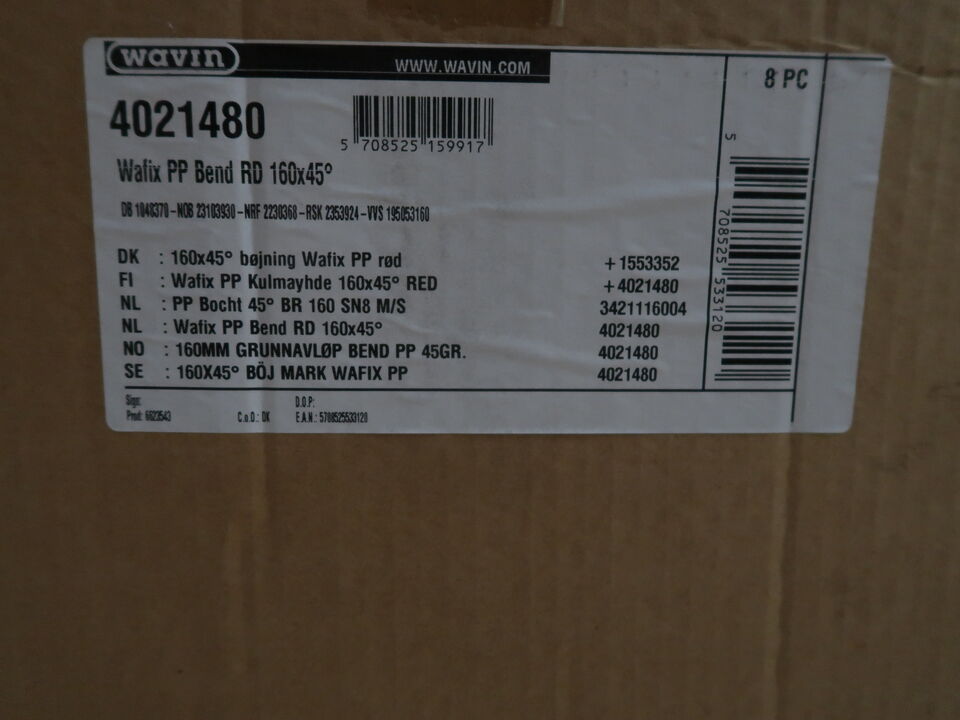 wavin
WWW.WAVIN.COM
8 PC
4021480
5 708525 159917
Wafix PP Bend RD 160x45°
DB 1048370-NOB 23103930-NRF 2230368-RSK 2353924-VVS 195053160
DK : 160x45° bøjning Wafix PP rød +1553352
FI : Wafix PP Kulmayhde 160x45° RED +4021480
NL : PP Bocht 45° BR 160 SN8 M/S 3421116004
NL : Wafix PP Bend RD 160x45° 4021480
NO : 160MM GRUNNAVLØP BEND PP 45GR. 4021480
SE : 160X45° BÖJ MARK WAFIX PP 4021480
5 708525 533120
Sign:
D.O.P:
Prod: 6623543 C.o.O.: DK E.A.N.: 5708525533120